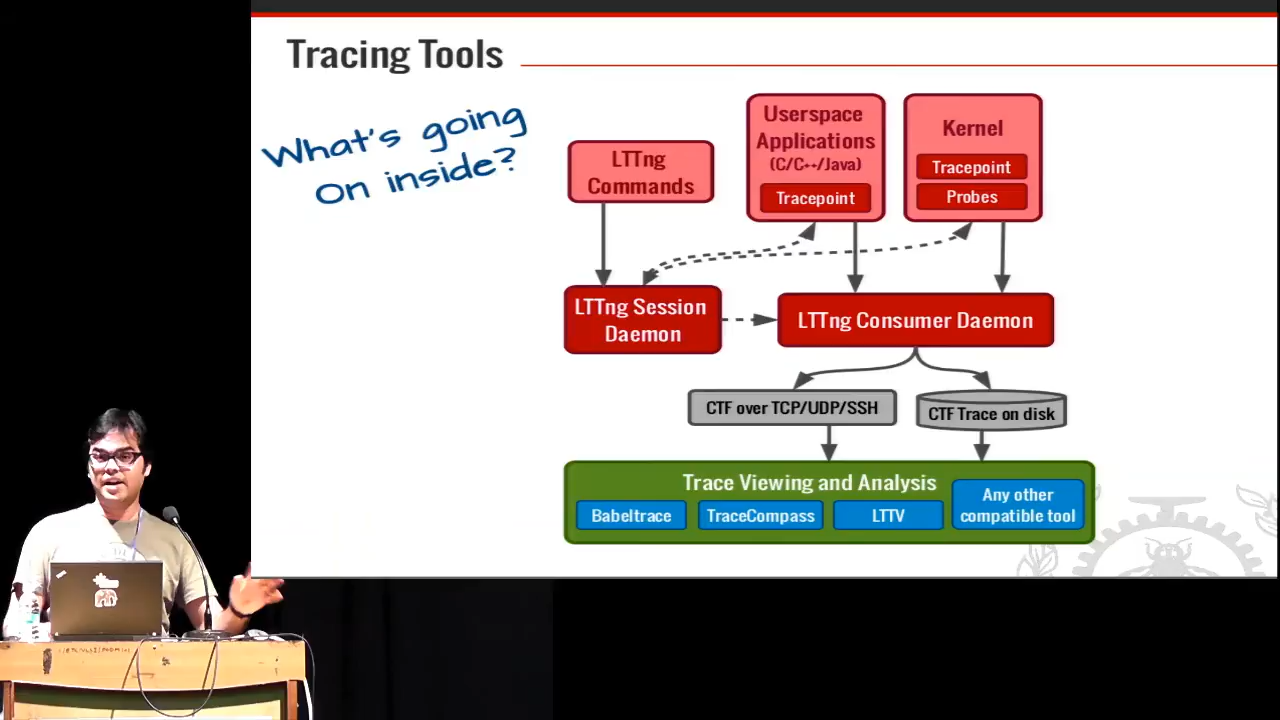 Tracing Tools
What's going
On inside?
LTTng
Commands
Userspace
Applications
(C/C++/Java)
Tracepoint
Kernel
Tracepoint
Probes
LTTng Session
Daemon
LTTng Consumer Daemon
CTF over TCP/UDP/SSH
CTF Trace on disk
Trace Viewing and Analysis
Babeltrace
TraceCompass
LTTV
Any other
compatible tool